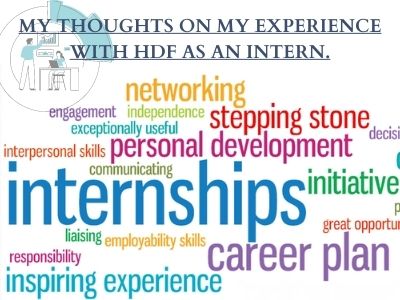 MY THOUGHTS ON MY EXPERIENCE
WITH HDF AS AN INTERN.
networking
engagement independence stepping stone
exceptionally useful
interpersonal skills personal development
communicating
internships initiative
liaising employability skills great opportun
responsibility career plan
inspiring experience